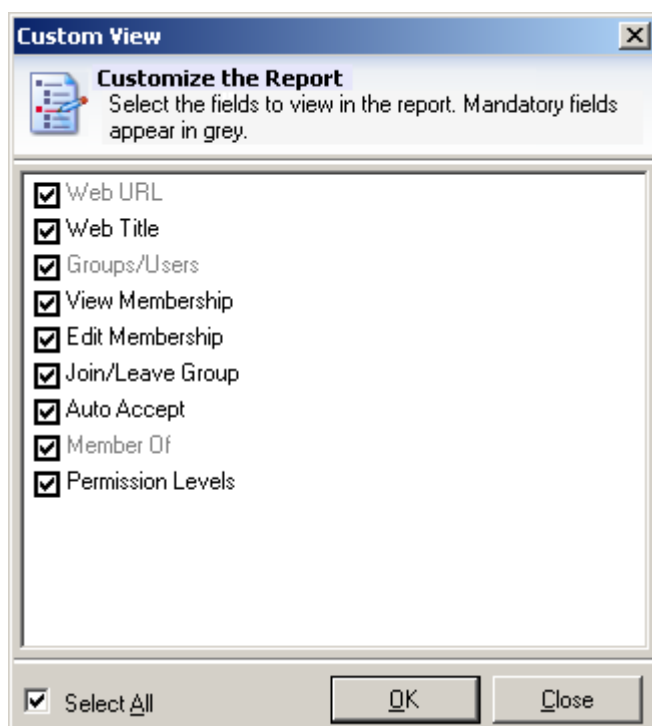 Custom View
Customize the Report
Select the fields to view in the report. Mandatory fields
appear in grey.
Web URL
Web Title
Groups/Users
View Membership
Edit Membership
Join/Leave Group
Auto Accept
Member Of
Permission Levels
Select All
OK
Close